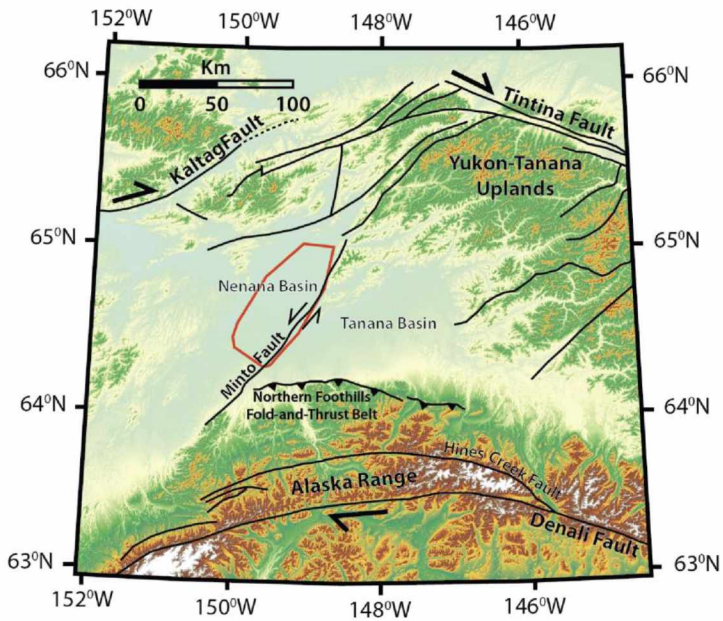 152⁰W
150⁰W
148⁰W
146⁰W
66⁰N
66⁰N
Km
0
50
100
Tintina Fault
KaltagFault
Yukon-Tanana
Uplands
65⁰N
65⁰N
Nenana Basin
Tanana Basin
Minto Fault
64⁰N
64⁰N
Northern Foothills
Fold-and-Thrust Belt
Hines Creek Fault
Alaska Range
Denali Fault
63⁰N
63⁰N
152⁰W
150⁰W
148⁰W
146⁰W